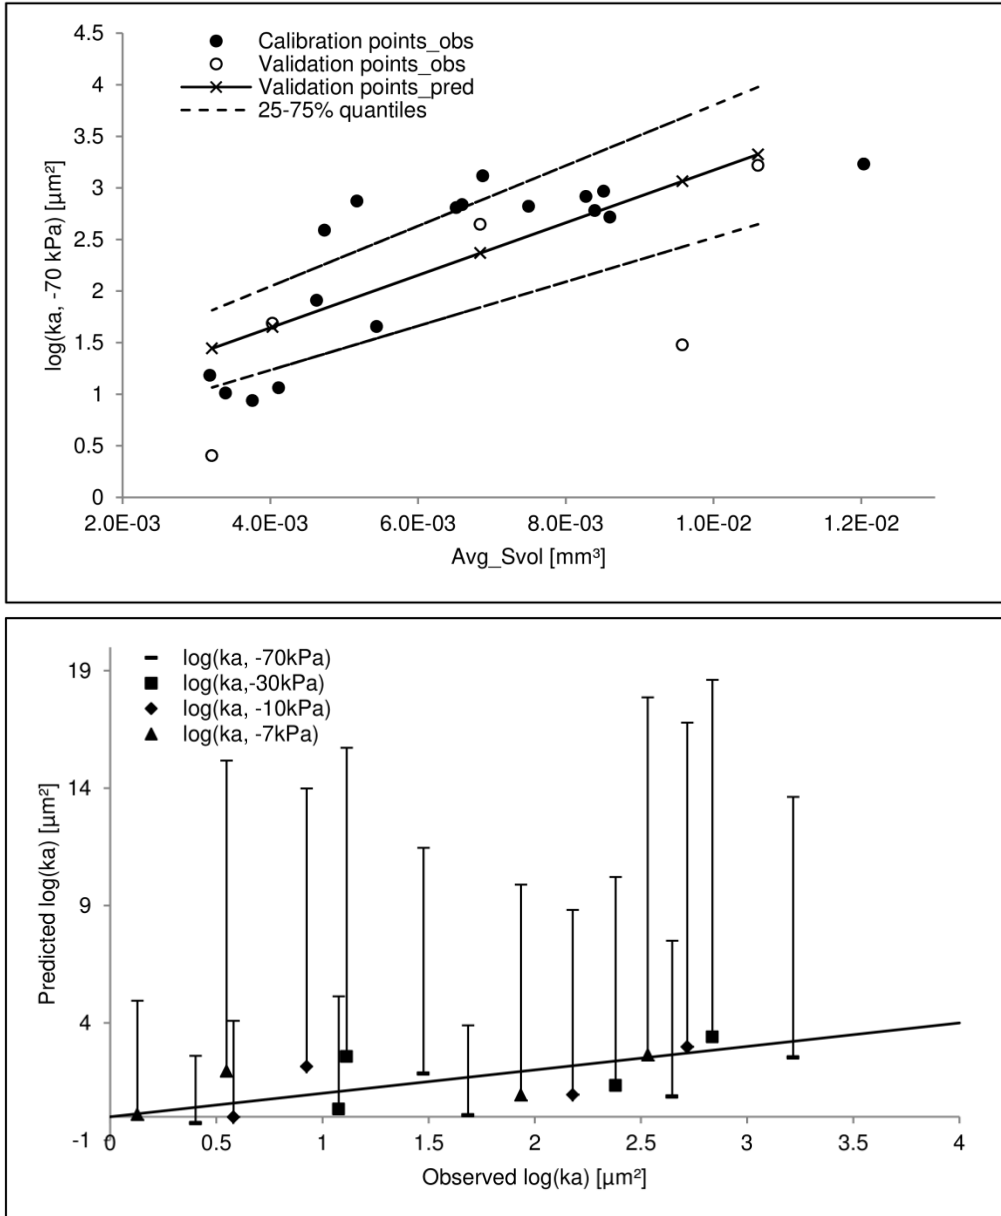 4.5
4
3.5
3
2.5
2
1.5
1
0.5
0
log(ka, -70 kPa) [µm²]
Calibration points_obs
Validation points_obs
Validation points_pred
25-75% quantiles
2.0E-03 4.0E-03 6.0E-03 8.0E-03 1.0E-02 1.2E-02
Avg_Svol [mm³]
19
14
9
4
-1
Predicted log(ka) [µm²]
log(ka, -70kPa)
log(ka,-30kPa)
log(ka, -10kPa)
log(ka, -7kPa)
0 0.5 1 1.5 2 2.5 3 3.5 4
Observed log(ka) [µm²]